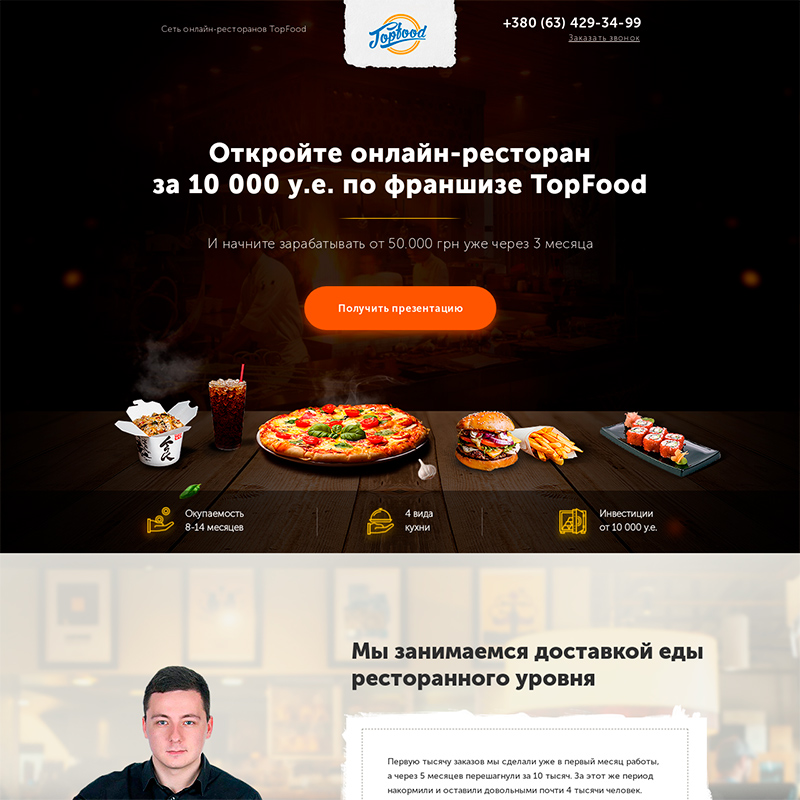 Сеть онлайн-ресторанов TopFood
Topfood
+380 (63) 429-34-99
Заказать звонок
Откройте онлайн-ресторан
за 10 000 у.е. по франшизе TopFood
И начните зарабатывать от 50.000 грн уже через 3 месяца
Получить презентацию
Окупаемость
8-14 месяцев
4 вида
кухни
Инвестиции
от 10 000 у.е.
Мы занимаемся доставкой еды
ресторанного уровня
Первую тысячу заказов мы сделали уже в первый месяц работы,
а через 5 месяцев перешагнули за 10 тысяч. За этот же период
накормили и оставили довольными почти 4 тысячи человек.